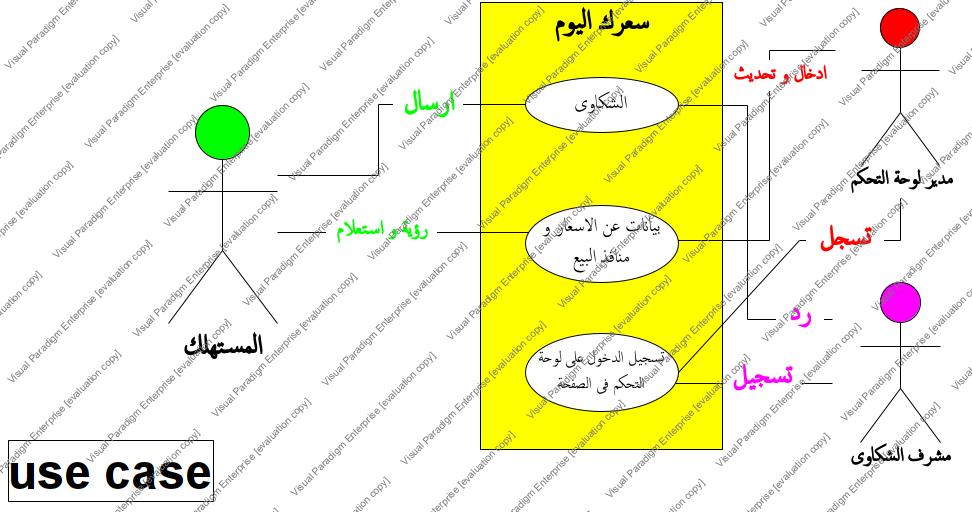 سعرك اليوم
ادخال و تحديث
ارسال
الشكاوى
مدير لوحة التحكم
رؤية و استعلام
بيانات عن الاسعار و
منافذ البيع
تسجل
رد
المستهلك
تسجيل الدخول على لوحة
التحكم فى الصفحة
تسجيل
مشرف الشكاوى
use case
Visual Paradigm Enterprise [evaluation copy]